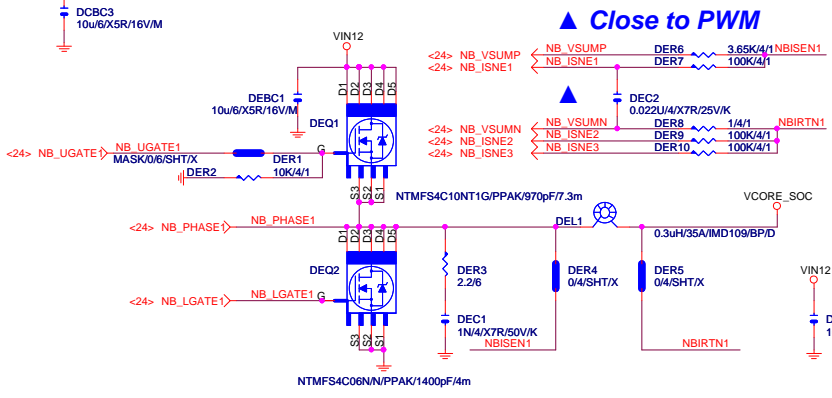 DCBC3
10u/6/X5R/16V/M
▲ Close to PWM
VIN12
<24> NB_VSUMP NB_VSUMP DER6 3.65K/4/1 NBISEN1
<24> NB_ISNE1 NB_ISNE1 DER7 100K/4/1
D1 D2 D3 D4 D5
DEBC1
10u/6/X5R/16V/M
▲
DEC2
0.022U/4/X7R/25V/K
DEQ1
<24> NB_VSUMN NB_VSUMN DER8 1/4/1 NBIRTN1
<24> NB_ISNE2 NB_ISNE2 DER9 100K/4/1
<24> NB_ISNE3 NB_ISNE3 DER10 100K/4/1
<24> NB_UGATE1 NB_UGATE1 G
MASK/0/6/SHT/X DER1
DER2 10K/4/1
S3 S2 S1
NTMFS4C10NT1G/PPAK/970pF/7.3m
VCORE_SOC
<24> NB_PHASE1 NB_PHASE1
DEL1
0.3uH/35A/IMD109/BP/D
D1 D2 D3 D4 D5
DEQ2
DER3
2.2/6
DER4
0/4/SHT/X
DER5
0/4/SHT/X
VIN12
<24> NB_LGATE1 NB_LGATE1 G
DEC1
1N/4/X7R/50V/K
D
1
S3 S2 S1
NBISEN1
NBIRTN1
NTMFS4C06N/N/PPAK/1400pF/4m